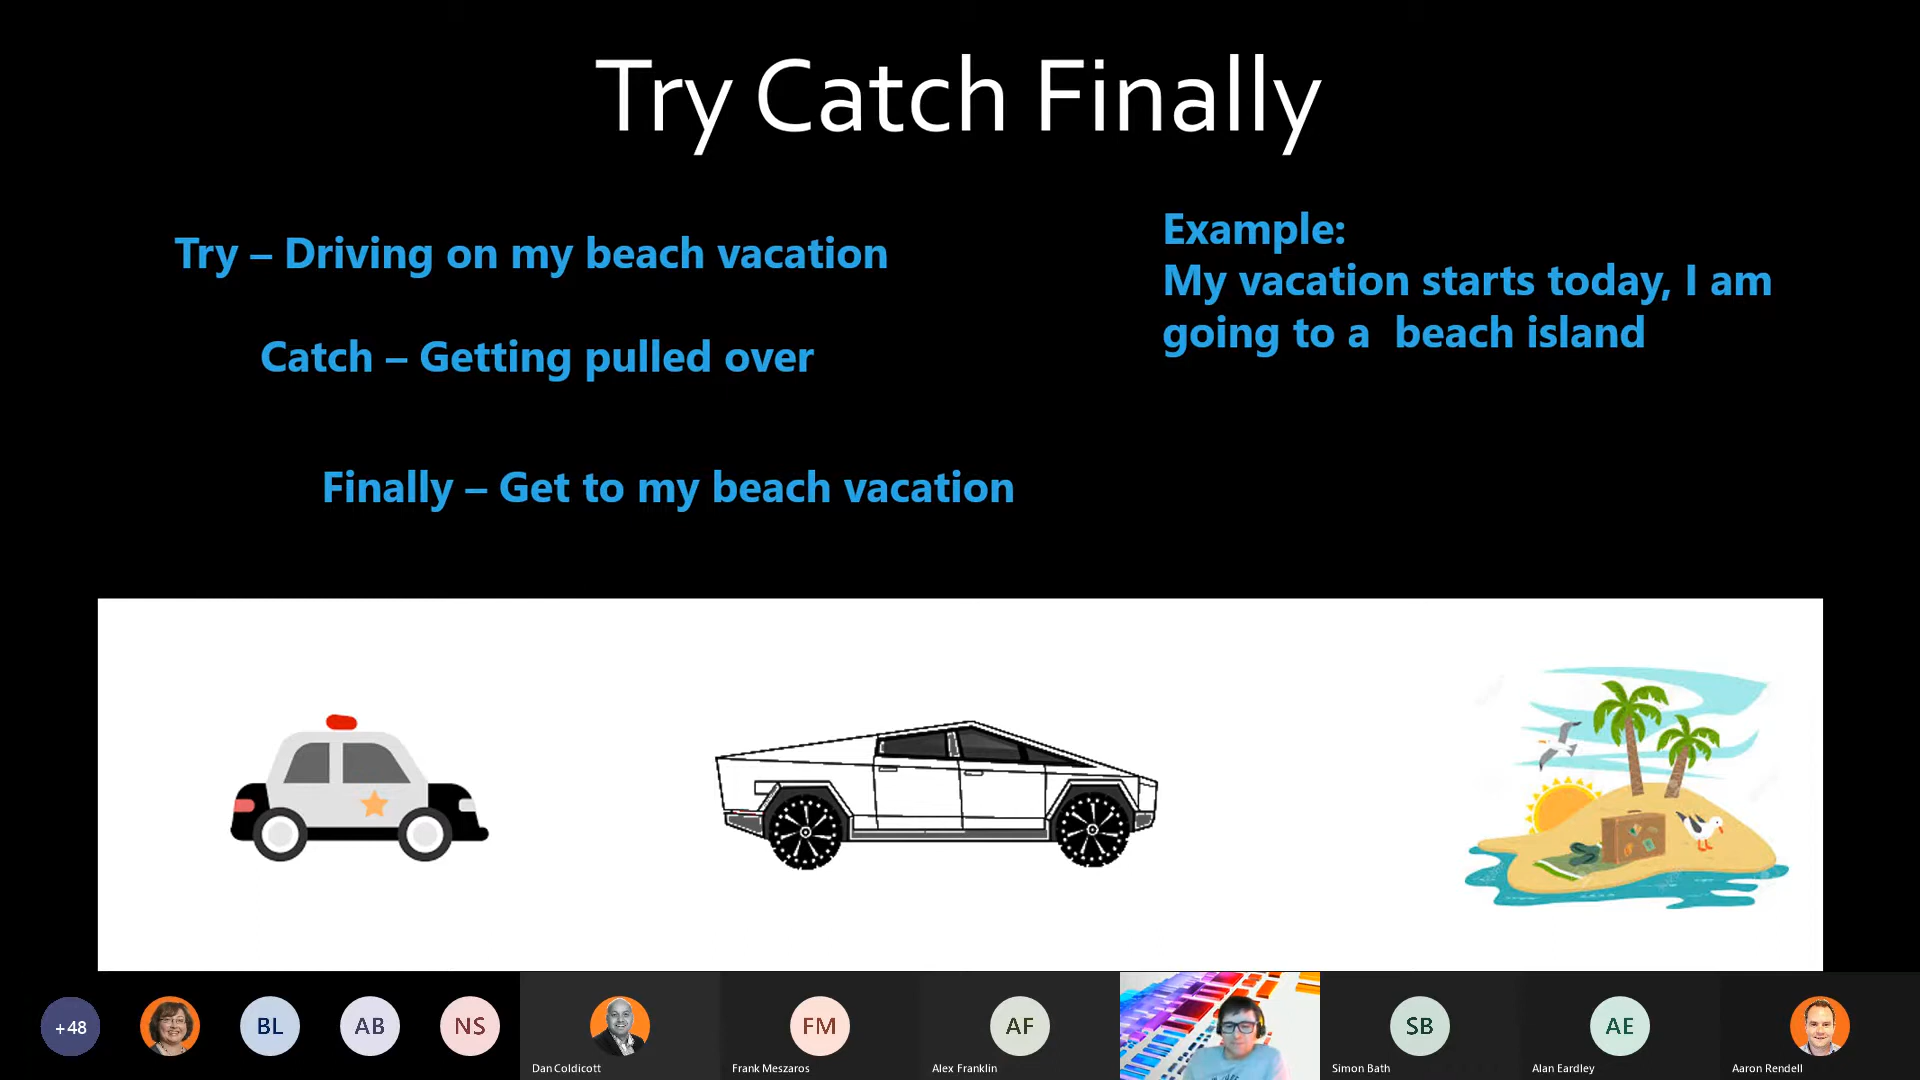 Try Catch Finally
Try – Driving on my beach vacation
Catch – Getting pulled over
Finally – Get to my beach vacation
Example:
My vacation starts today, I am
going to a  beach island
+48
BL
AB
NS
Dan Coldicott
FM
Frank Meszaros
AF
Alex Franklin
SB
Simon Bath
AE
Alan Eardley
Aaron Rendell